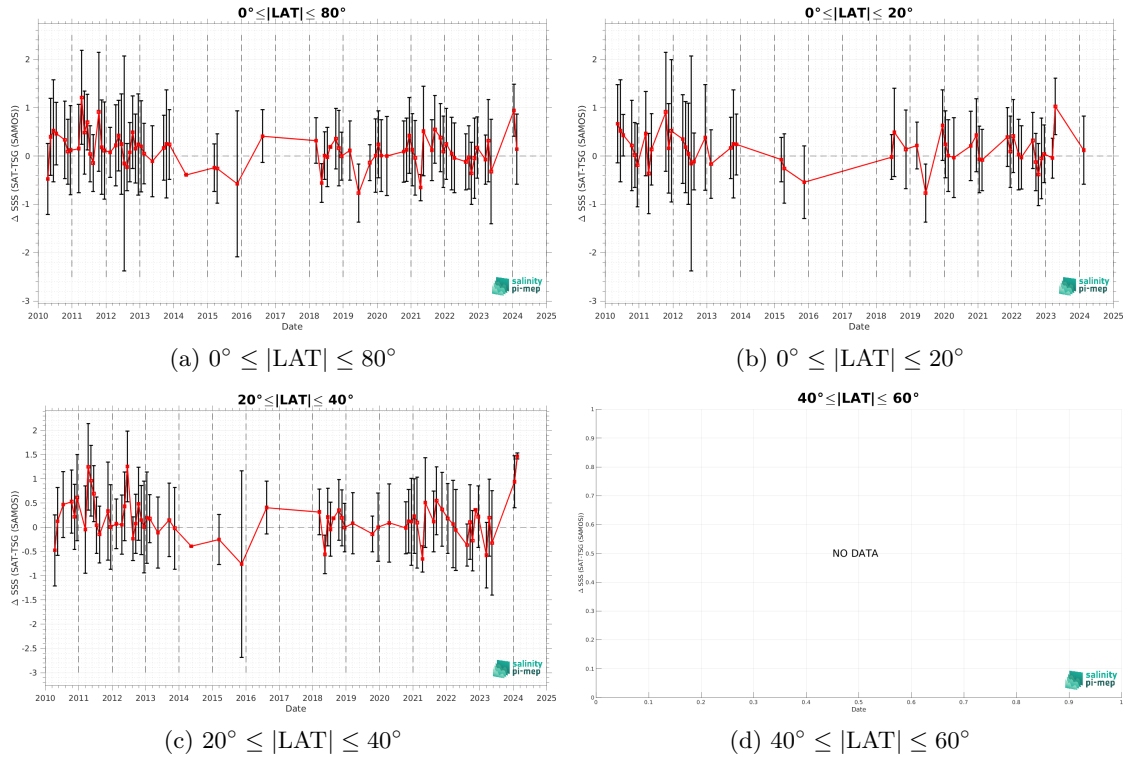 0°≤|LAT|≤ 80°
Δ SSS (SAT-TSG (SAMOS))
2
1
0
-1
-2
-3
2010 2011 2012 2013 2014 2015 2016 2017 2018 2019 2020 2021 2022 2023 2024 2025
Date
salinity
pi-mep
(a) 0° ≤ |LAT| ≤ 80°
0°≤|LAT|≤ 20°
Δ SSS (SAT-TSG (SAMOS))
2
1
0
-1
-2
-3
2010 2011 2012 2013 2014 2015 2016 2017 2018 2019 2020 2021 2022 2023 2024 2025
Date
salinity
pi-mep
(b) 0° ≤ |LAT| ≤ 20°
20°≤|LAT|≤ 40°
Δ SSS (SAT-TSG (SAMOS))
2
1.5
1
0.5
0
-0.5
-1
-1.5
-2
-2.5
-3
2010 2011 2012 2013 2014 2015 2016 2017 2018 2019 2020 2021 2022 2023 2024 2025
Date
salinity
pi-mep
(c) 20° ≤ |LAT| ≤ 40°
40°≤|LAT|≤ 60°
Δ SSS (SAT-TSG (SAMOS))
1
0.9
0.8
0.7
0.6
0.5
0.4
0.3
0.2
0.1
0
NO DATA
0 0.1 0.2 0.3 0.4 0.5 0.6 0.7 0.8 0.9 1
Date
salinity
pi-mep
(d) 40° ≤ |LAT| ≤ 60°